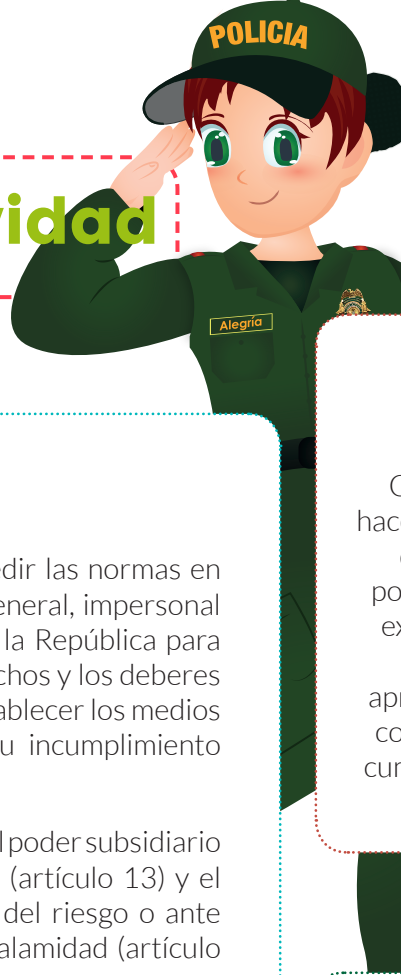 POLICIA
vidad
Alegría
edir las normas en
eneral, impersonal
la República para
chos y los deberes
ablecer los medios
u incumplimiento
l poder subsidiario
(artículo 13) y el
del riesgo o ante
alamidad (artículo
hac
po
ex
apr
co
cu